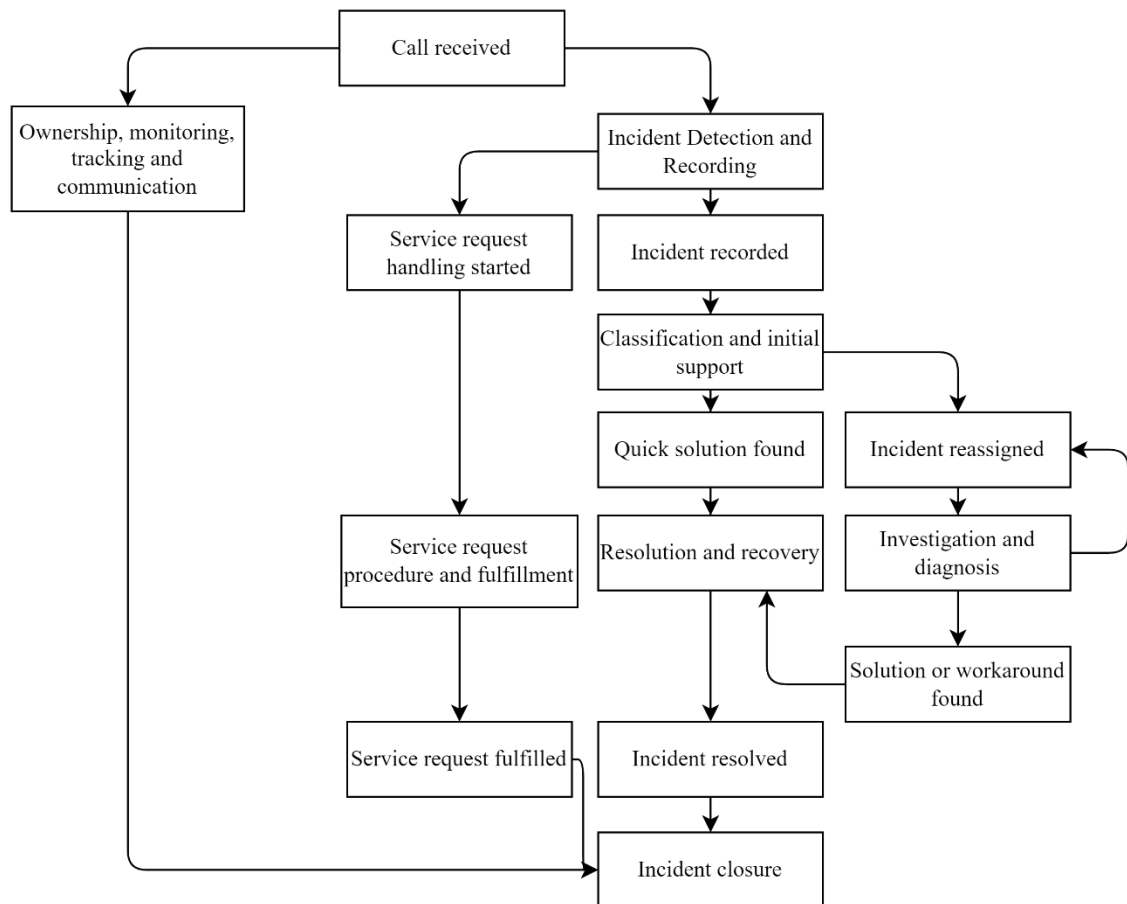 Call received
Ownership, monitoring,
tracking and
communication
Incident Detection and
Recording
Service request
handling started
Incident recorded
Classification and initial
support
Quick solution found
Incident reassigned
Service request
procedure and fulfillment
Resolution and recovery
Investigation and
diagnosis
Solution or workaround
found
Service request fulfilled
Incident resolved
Incident closure